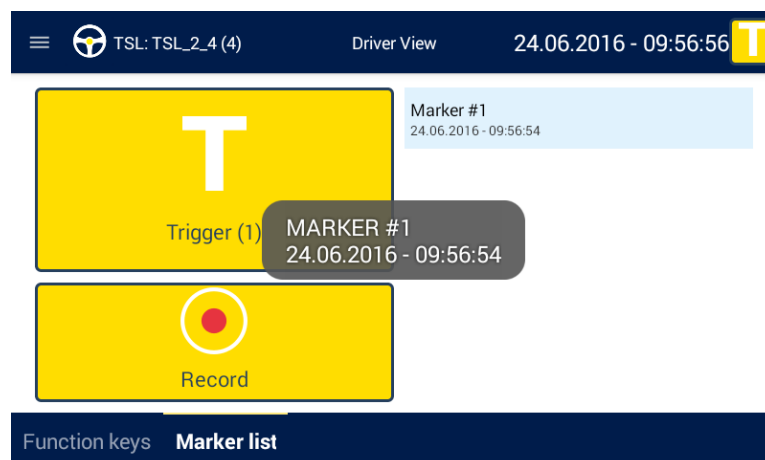 TSL: TSL_2_4 (4)
Driver View
24.06.2016 - 09:56:56
T
T
Trigger (1)
Marker #1
24.06.2016 - 09:56:54
MARKER #1
24.06.2016 - 09:56:54
Record
Function keys
Marker list